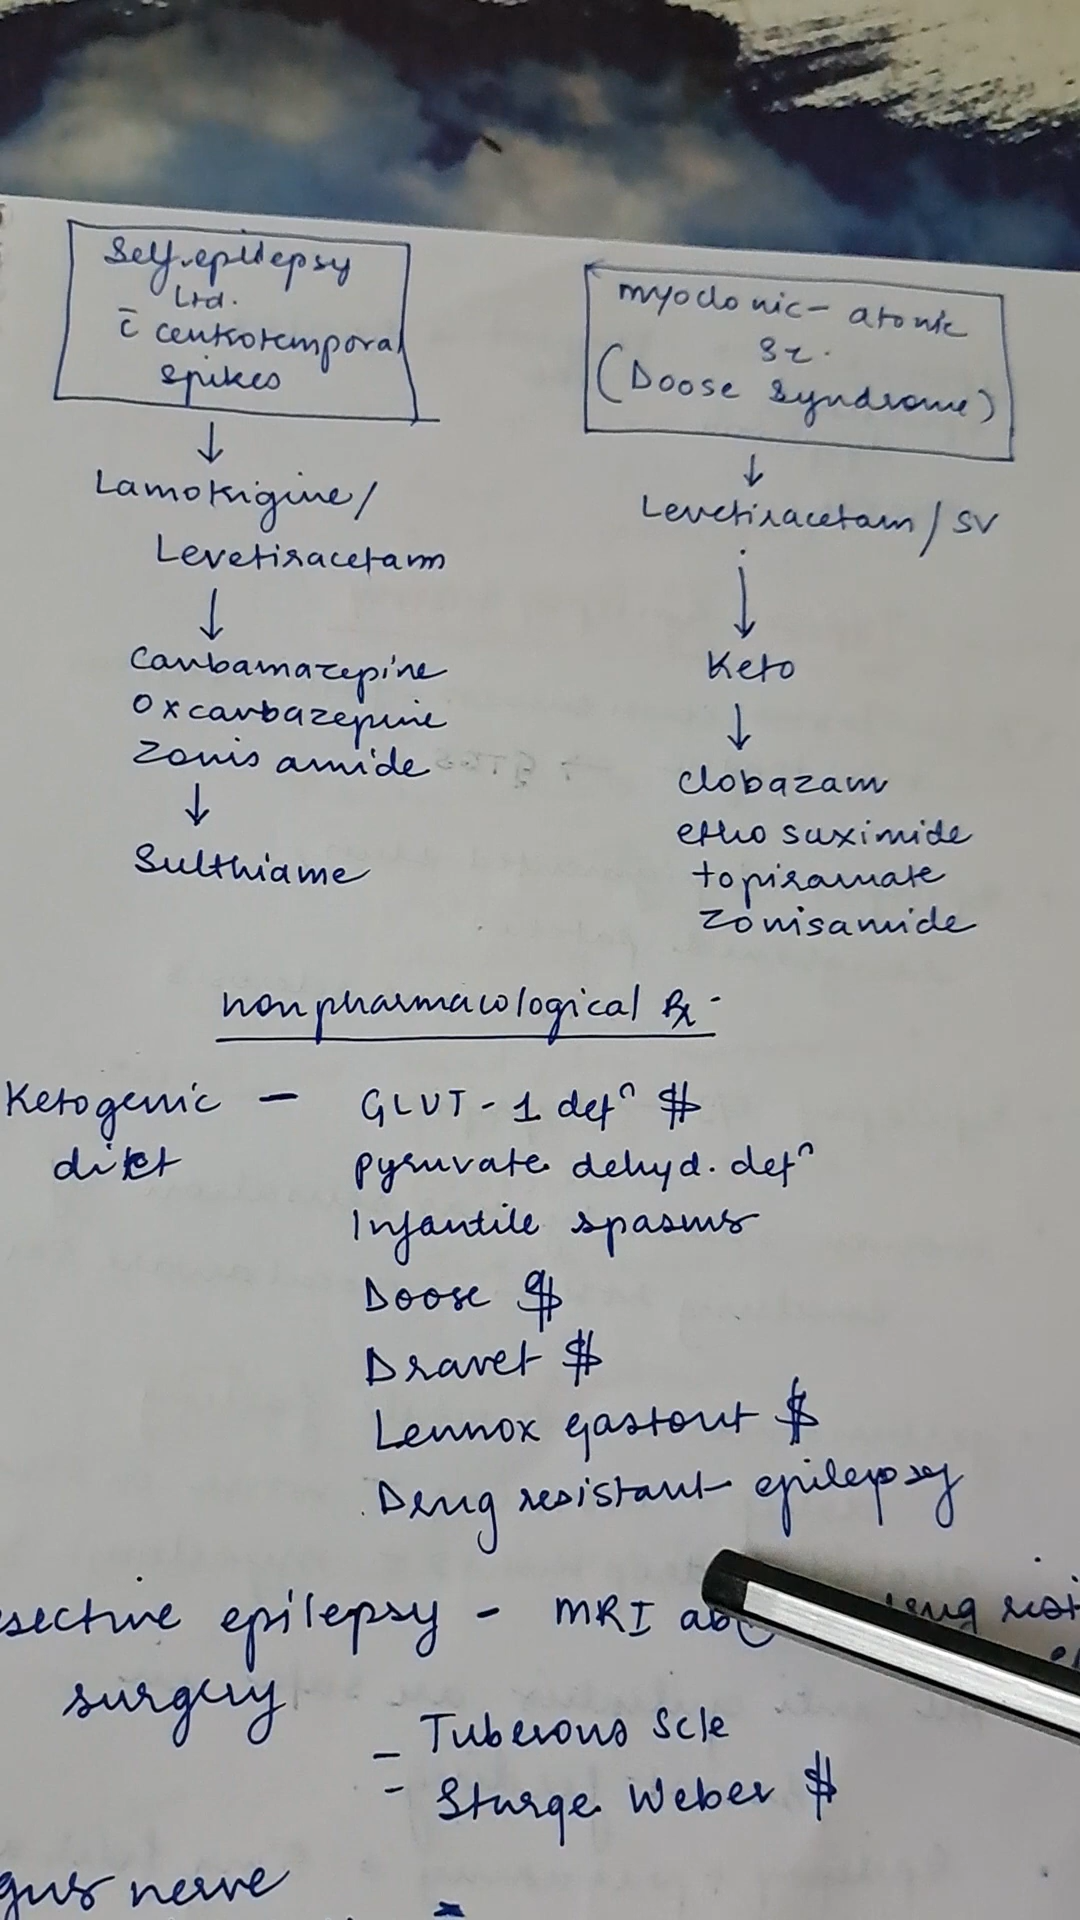 Self epilepsy
Ltd.
c̄ centrotemporal
spikes
↓
Lamotrigine/
Levetiracetam
↓
Carbamazepine
Oxcarbazepine
Zonisamide
↓
Sulthiame
myoclonic-atonic
Sz.
(Doose Syndrome)
↓
Levetiracetam/SV
↓
Keto
↓
clobazam
ethosuximide
topiramate
Zonisamide
nonpharmacological Rx -
Ketogenic - GLUT-1 defⁿ $
diet pyruvate dehyd. defⁿ
Infantile spasms
Doose $
Dravet $
Lennox gastout $
Drug resistant epilepsy
sective epilepsy - MRI
surgery
- Tuberous Scle
- Sturge Weber $
gus nerve